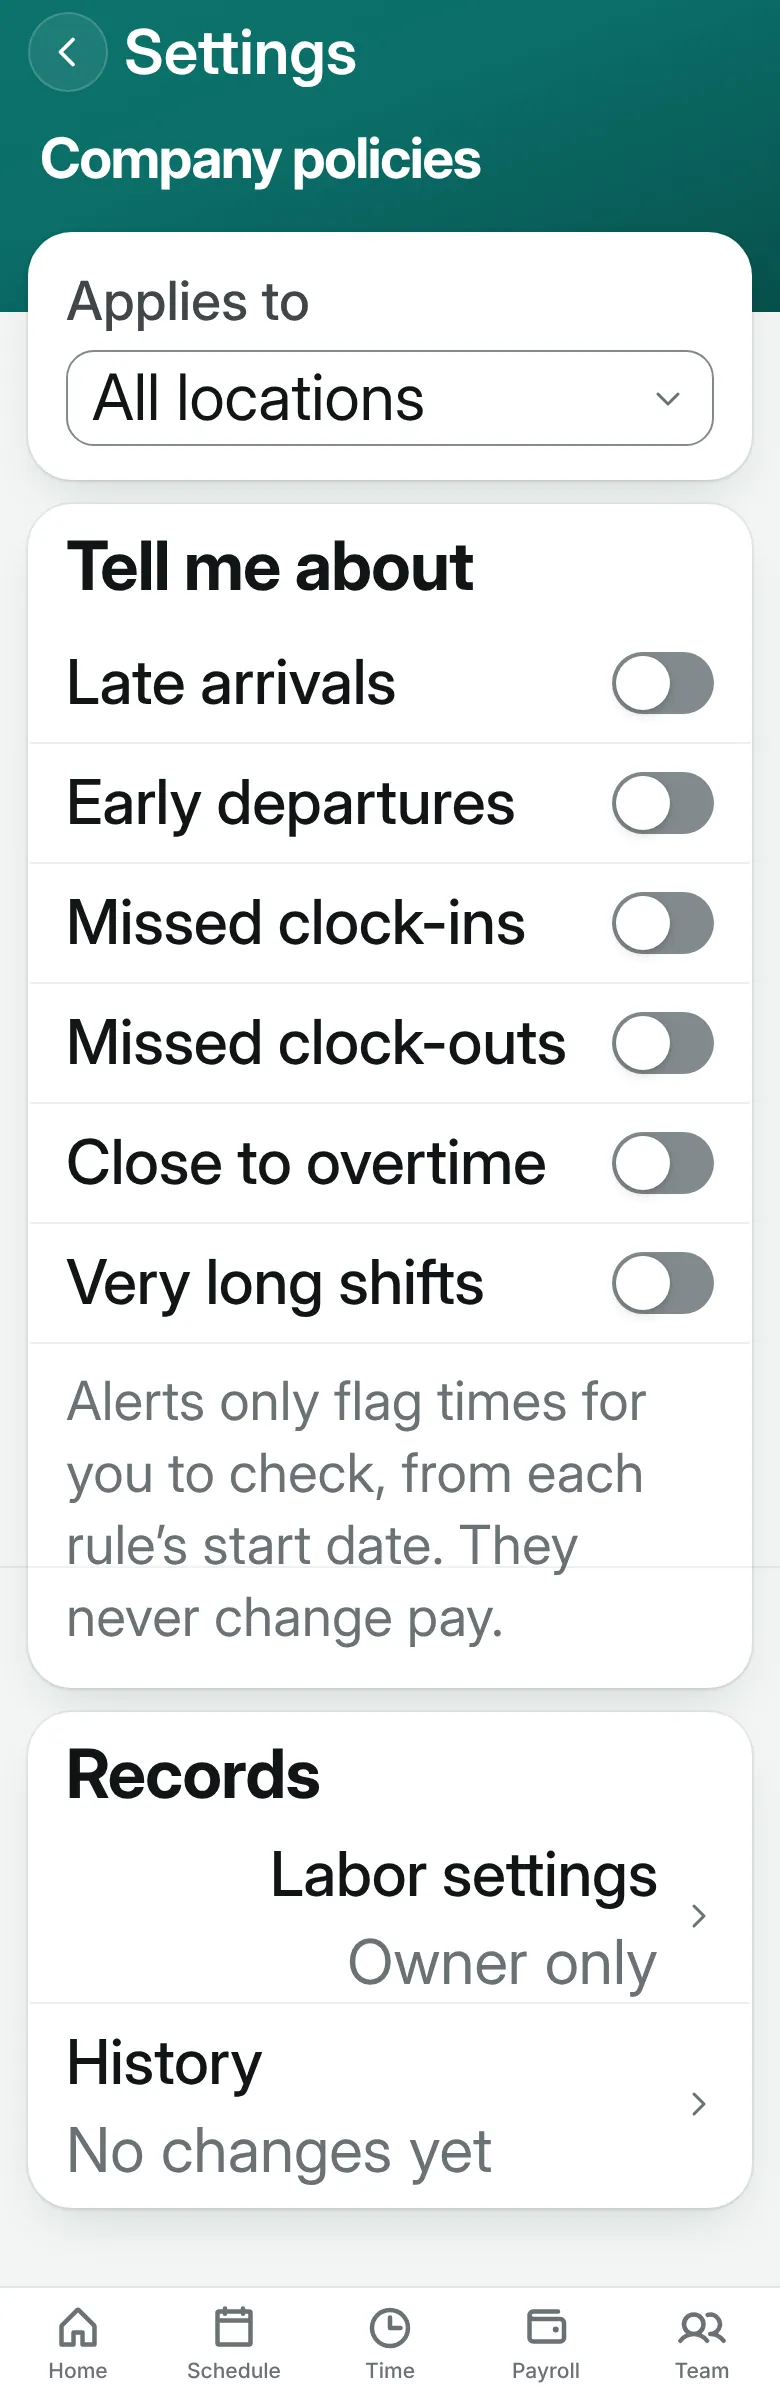 Settings
Company policies
Applies to
All locations
Tell me about
Late arrivals
Early departures
Missed clock-ins
Missed clock-outs
Close to overtime
Very long shifts
Alerts only flag times for
you to check, from each
rule’s start date. They
never change pay.
Records
Labor settings
Owner only
History
No changes yet
Home
Schedule
Time
Payroll
Team